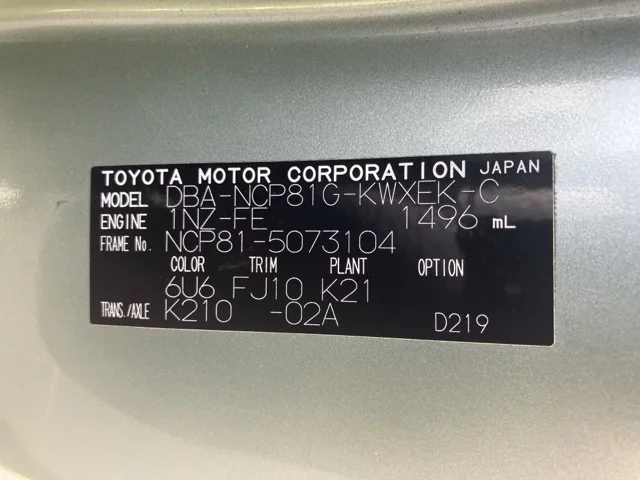 TOYOTA MOTOR CORPORATION JAPAN
MODEL DBA-NCP81G-KWXEK-C
ENGINE 1NZ-FE 1496 mL
FRAME No. NCP81-5073104
COLOR TRIM PLANT OPTION
6U6 FJ10 K21
TRANS./AXLE K210 -02A D219